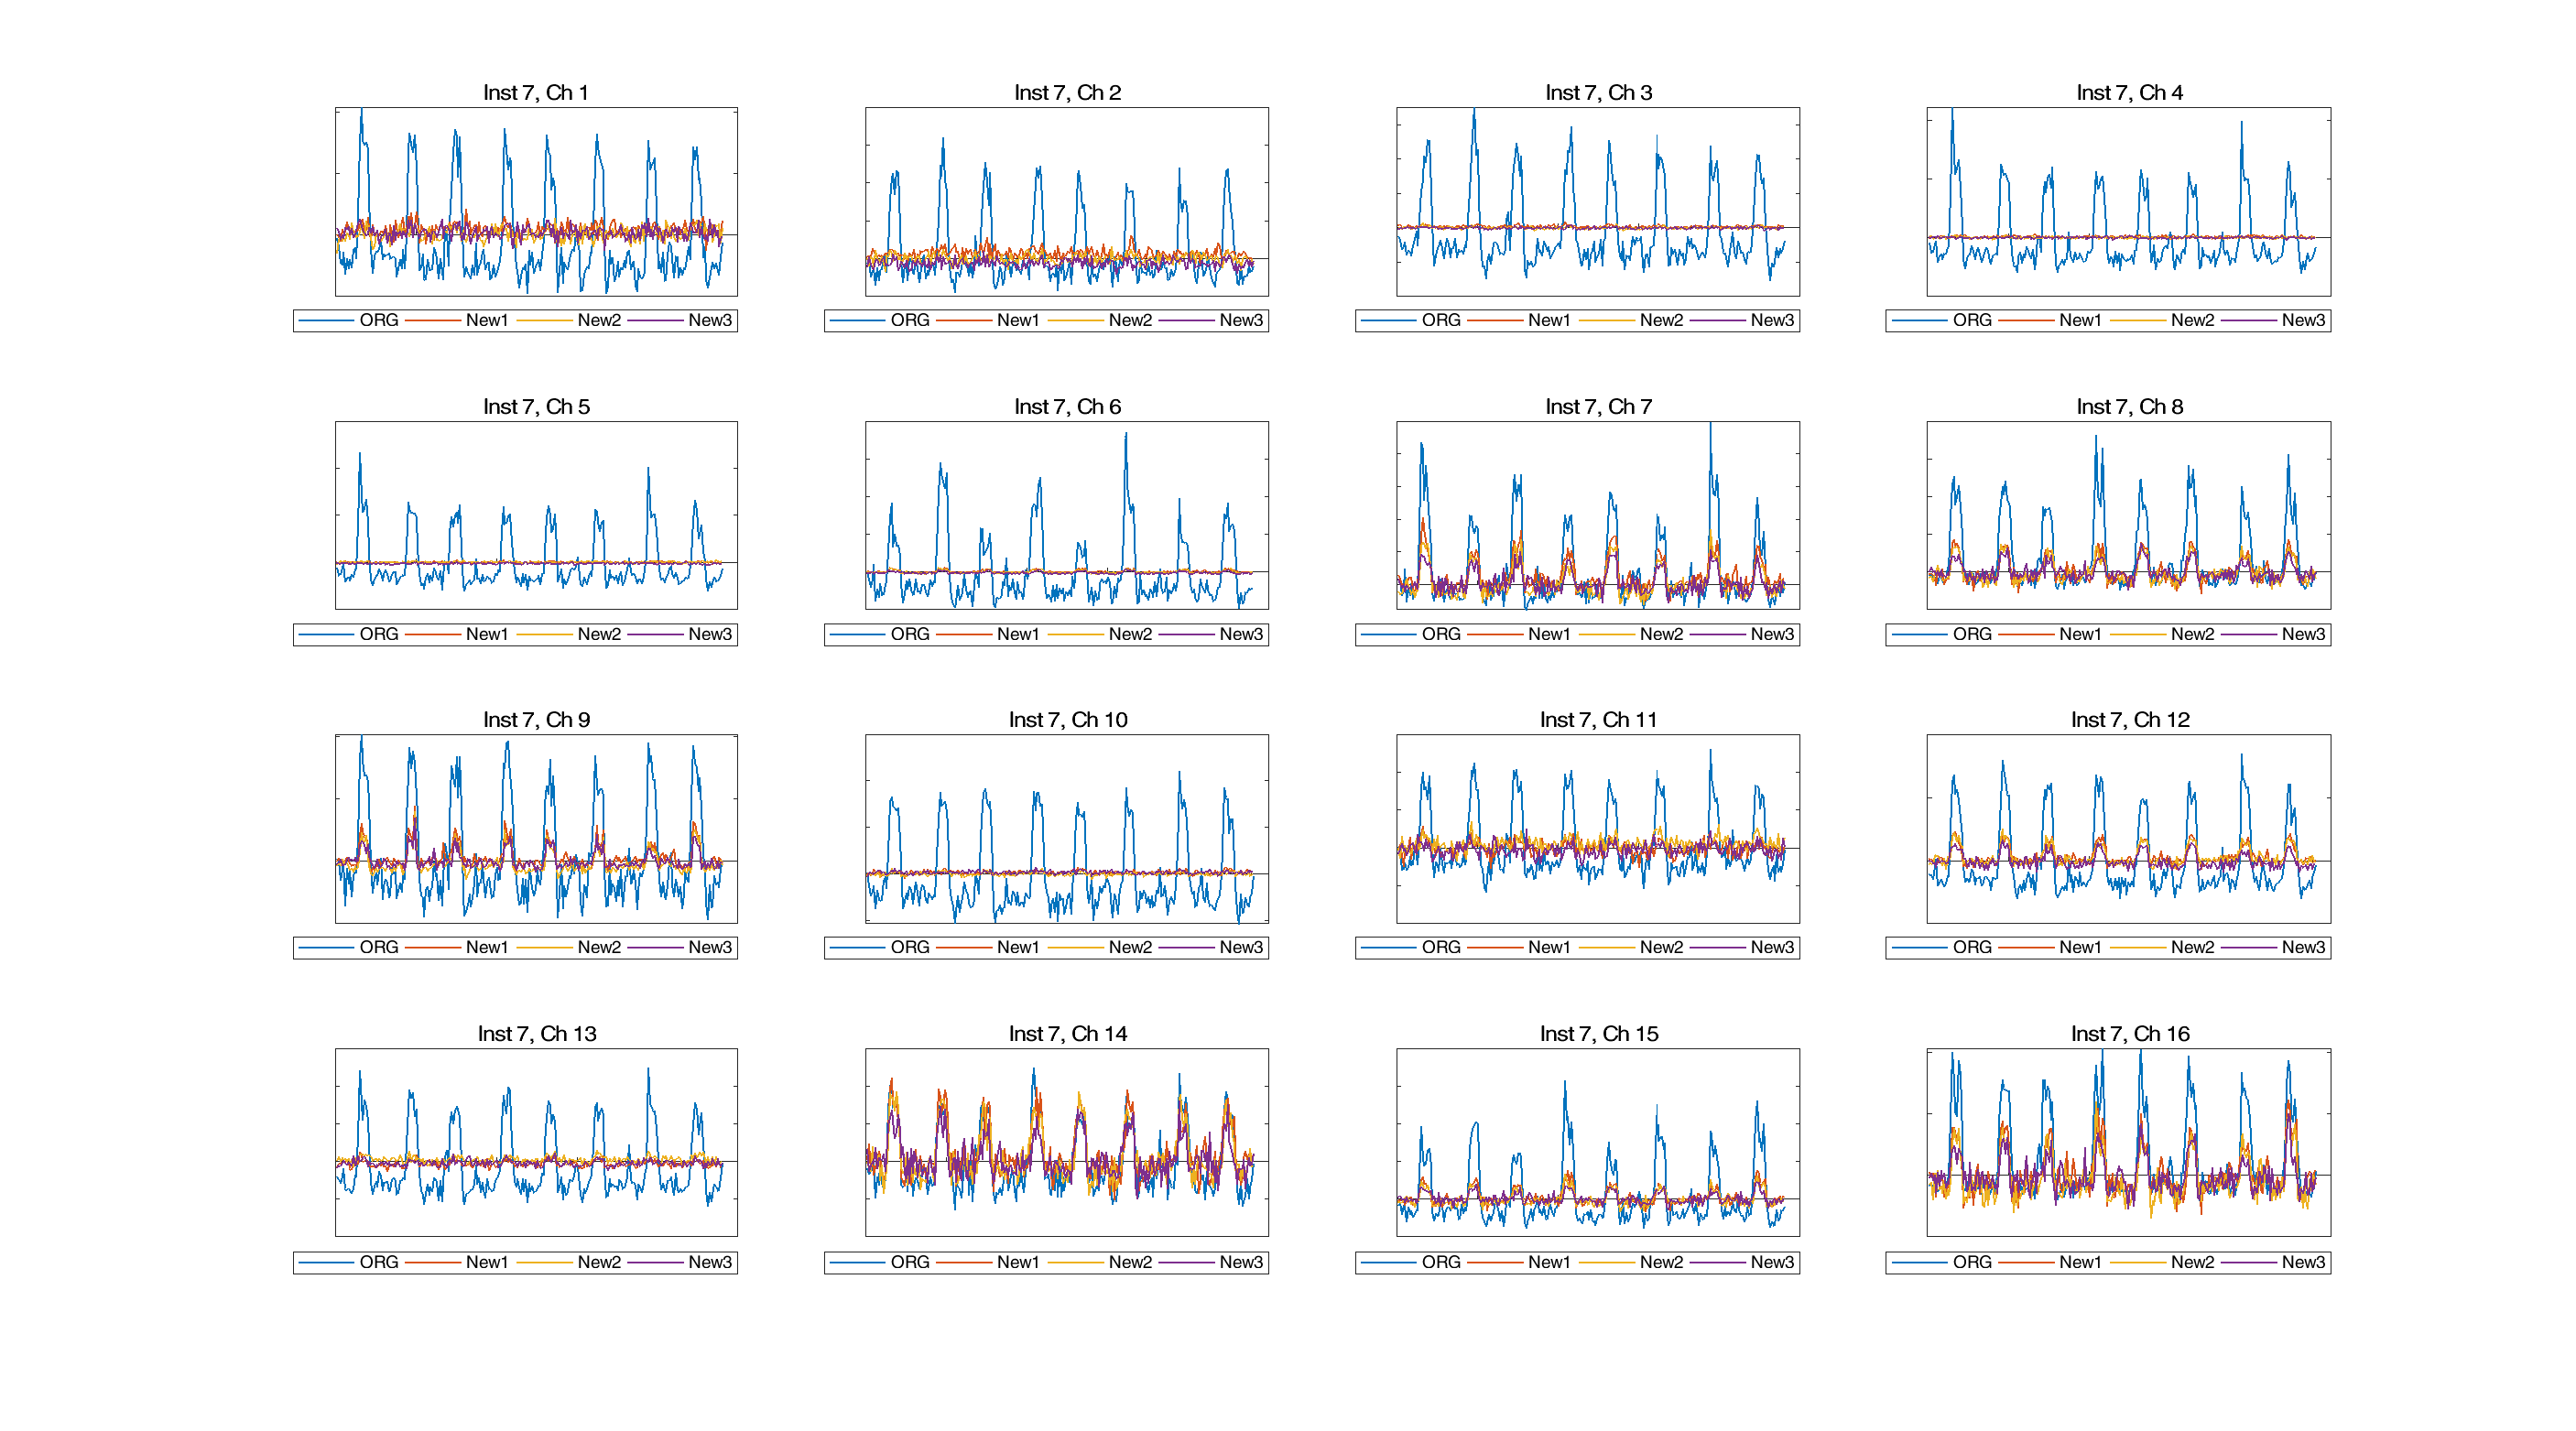 Inst 7, Ch 1
Inst 7, Ch 2
Inst 7, Ch 3
Inst 7, Ch 4
ORG New1 New2 New3
ORG New1 New2 New3
ORG New1 New2 New3
ORG New1 New2 New3
Inst 7, Ch 5
Inst 7, Ch 6
Inst 7, Ch 7
Inst 7, Ch 8
ORG New1 New2 New3
ORG New1 New2 New3
ORG New1 New2 New3
ORG New1 New2 New3
Inst 7, Ch 9
Inst 7, Ch 10
Inst 7, Ch 11
Inst 7, Ch 12
ORG New1 New2 New3
ORG New1 New2 New3
ORG New1 New2 New3
ORG New1 New2 New3
Inst 7, Ch 13
Inst 7, Ch 14
Inst 7, Ch 15
Inst 7, Ch 16
ORG New1 New2 New3
ORG New1 New2 New3
ORG New1 New2 New3
ORG New1 New2 New3